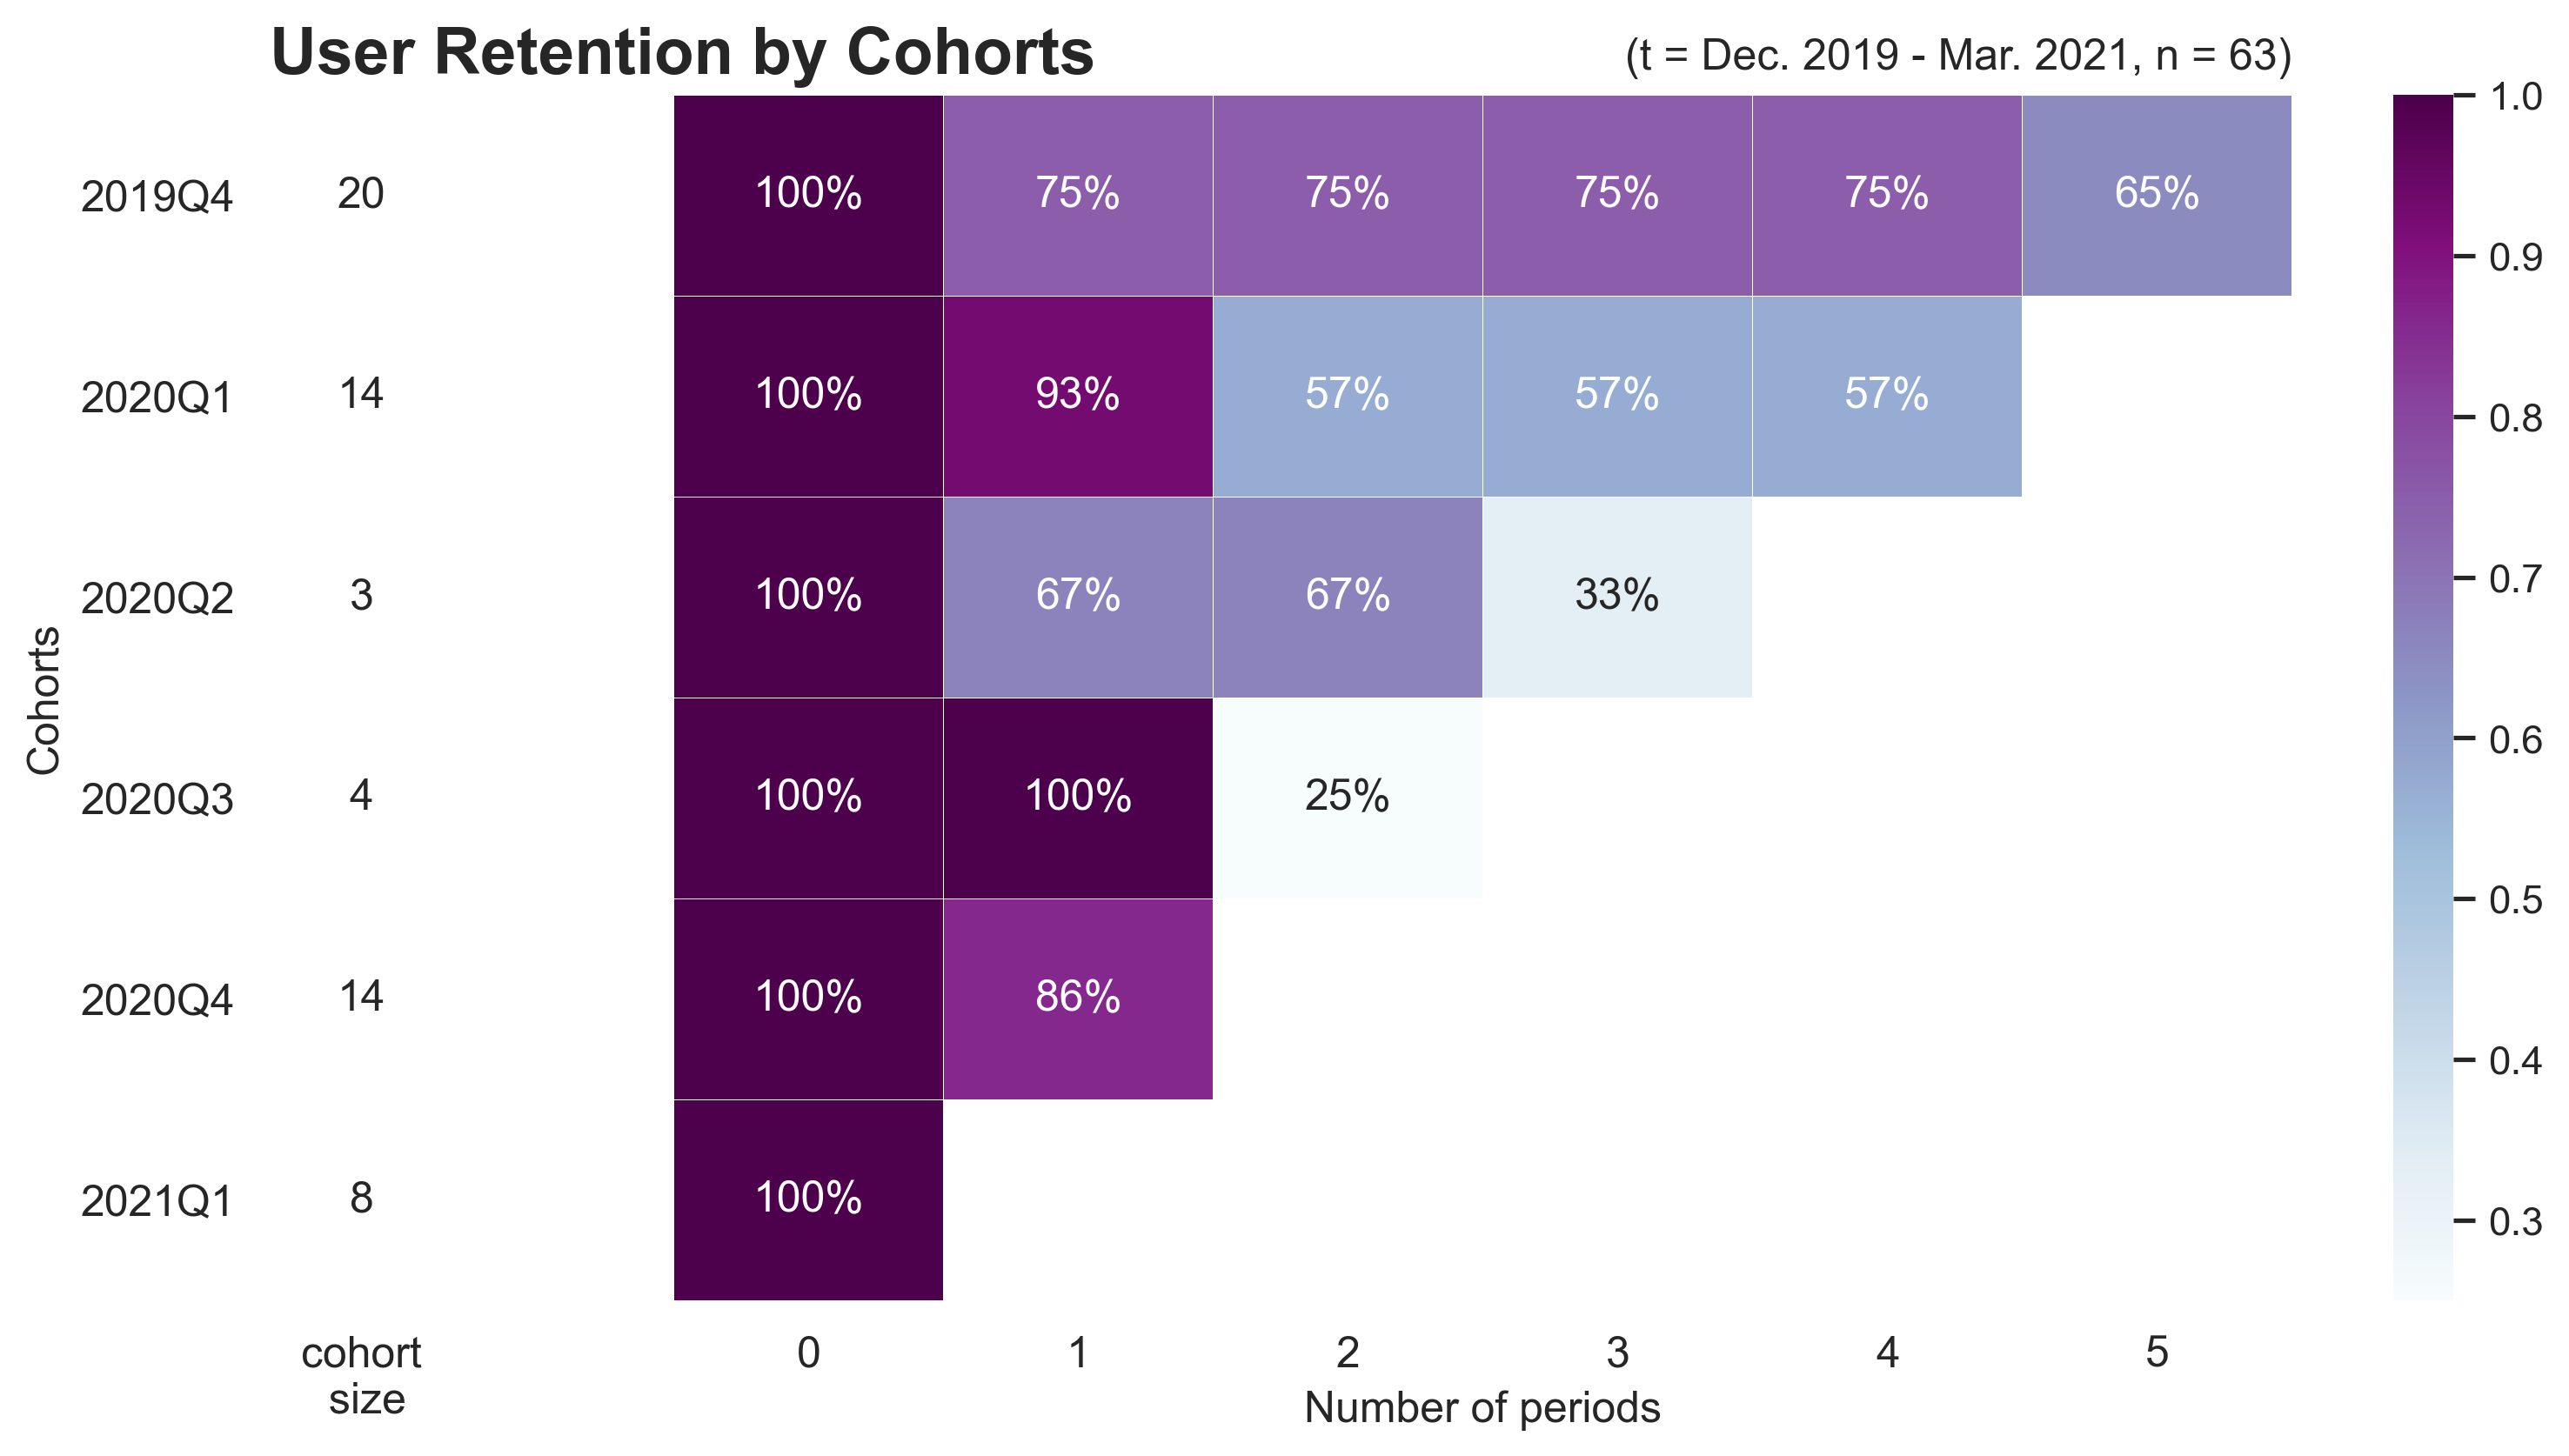 User Retention by Cohorts
(t = Dec. 2019 - Mar. 2021, n = 63)
Cohorts
2019Q4 20 100% 75% 75% 75% 75% 65%
2020Q1 14 100% 93% 57% 57% 57%
2020Q2 3 100% 67% 67% 33%
2020Q3 4 100% 100% 25%
2020Q4 14 100% 86%
2021Q1 8 100%
cohort
size
0 1 2 3 4 5
Number of periods
1.0
0.9
0.8
0.7
0.6
0.5
0.4
0.3